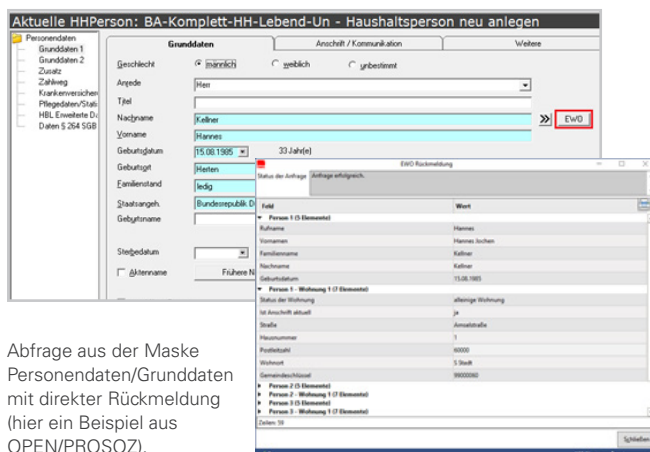 Aktuelle HHPerson: BA-Komplett-HH-Lebend-Un - Haushaltsperson neu anlegen
Personendaten
Grunddaten 1
Grunddaten 2
Zusatz
Zahlweg
Krankenversicher
Pflegedaten/Stati
HBL Erweiterte D
Daten § 264 SGB
Grunddaten
Anschrift / Kommunikation
Weitere
Geschlecht männlich weiblich unbestimmt
Anrede Herr
Titel
Nachname Kellner EWO
Vorname Hannes
Geburtsdatum 15.08.1985 33 Jahr(e)
Geburtsort Herten
Familienstand ledig
Staatsangeh. Bundesrepublik D
Geburtsname
Sterbedatum
Aktenname Frühere N
EWO Rückmeldung
Status der Anfrage Anfrage erfolgreich.
Feld Wert
Person 1 (5 Elemente)
Rufname Hannes
Vornamen Hannes Jochen
Familienname Kellner
Nachname Kellner
Geburtsdatum 15.08.1985
Person 1 - Wohnung 1 (7 Elemente)
Status der Wohnung alleinige Wohnung
Ist Anschrift aktuell ja
Straße Amselstraße
Hausnummer 1
Postleitzahl 60000
Wohnort S Stadt
Gemeindeschlüssel 99000060
Person 2 (5 Elemente)
Person 2 - Wohnung 1 (7 Elemente)
Person 3 (5 Elemente)
Person 3 - Wohnung 1 (7 Elemente)
Zeilen: 59
Schließen
Abfrage aus der Maske
Personendaten/Grunddaten
mit direkter Rückmeldung
(hier ein Beispiel aus
OPEN/PROSOZ).